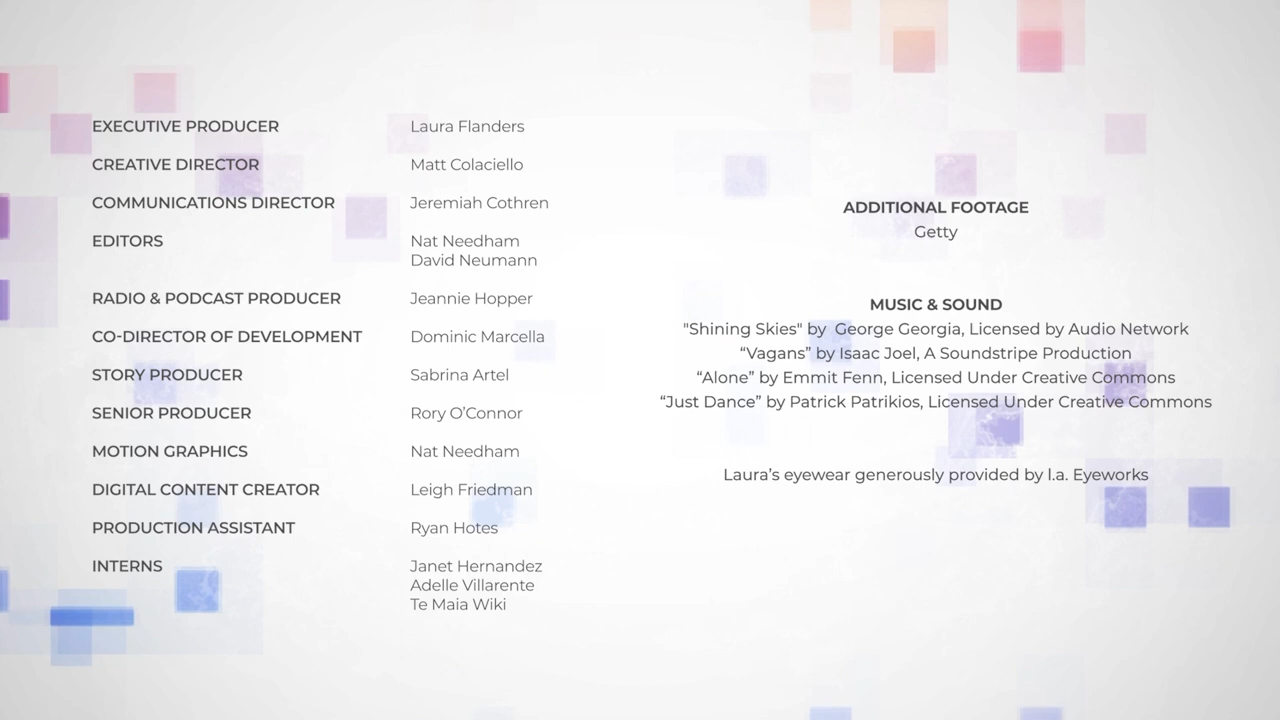 EXECUTIVE PRODUCER Laura Flanders
CREATIVE DIRECTOR Matt Colaciello
COMMUNICATIONS DIRECTOR Jeremiah Cothren
EDITORS Nat Needham
David Neumann
RADIO & PODCAST PRODUCER Jeannie Hopper
CO-DIRECTOR OF DEVELOPMENT Dominic Marcella
STORY PRODUCER Sabrina Artel
SENIOR PRODUCER Rory O’Connor
MOTION GRAPHICS Nat Needham
DIGITAL CONTENT CREATOR Leigh Friedman
PRODUCTION ASSISTANT Ryan Hotes
INTERNS Janet Hernandez
Adelle Villarente
Te Maia Wiki
ADDITIONAL FOOTAGE
Getty
MUSIC & SOUND
"Shining Skies" by  George Georgia, Licensed by Audio Network
“Vagans” by Isaac Joel, A Soundstripe Production
“Alone” by Emmit Fenn, Licensed Under Creative Commons
“Just Dance” by Patrick Patrikios, Licensed Under Creative Commons
Laura’s eyewear generously provided by l.a. Eyeworks